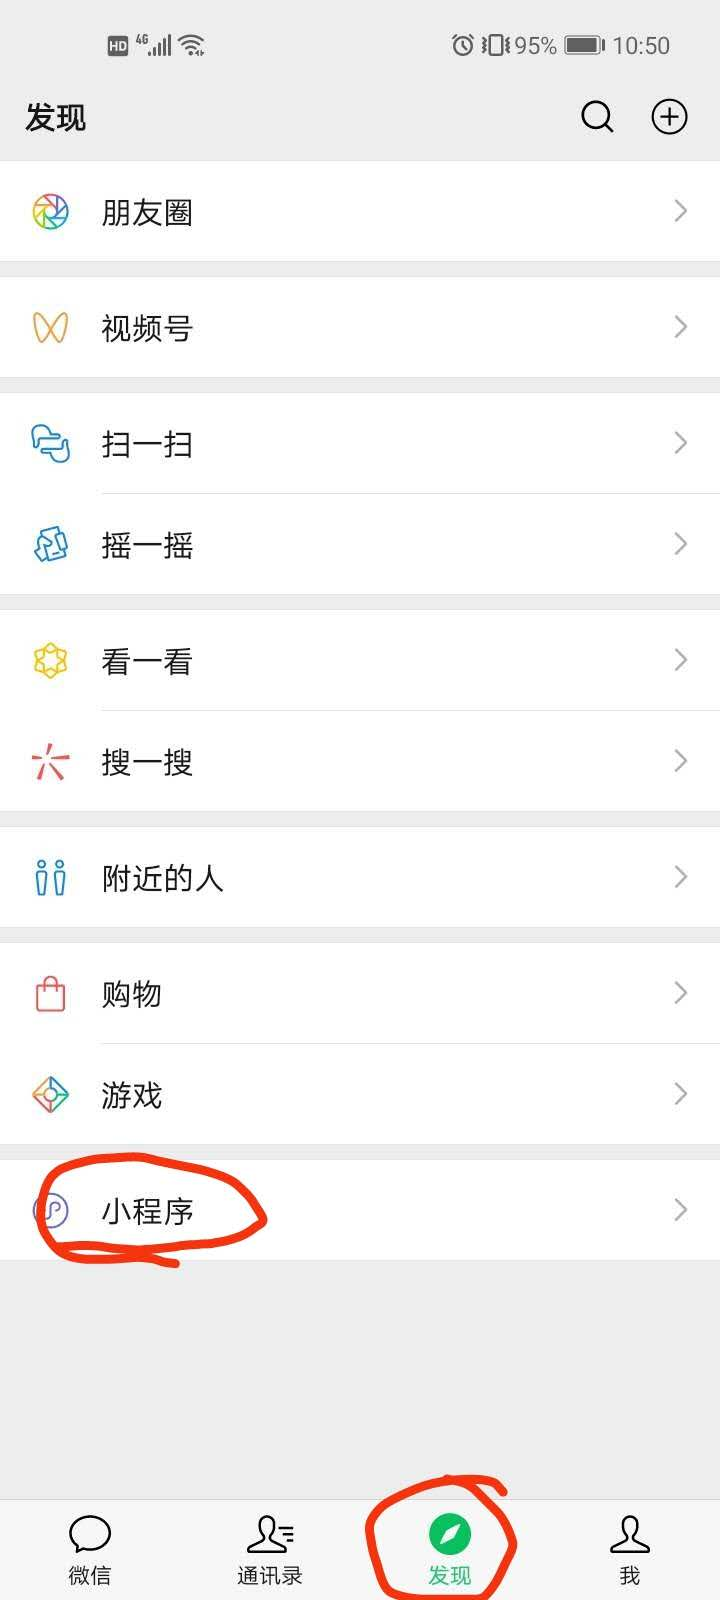 HD 4G 95% 10:50
发现
朋友圈
视频号
扫一扫
摇一摇
看一看
搜一搜
附近的人
购物
游戏
小程序
微信 通讯录 发现 我